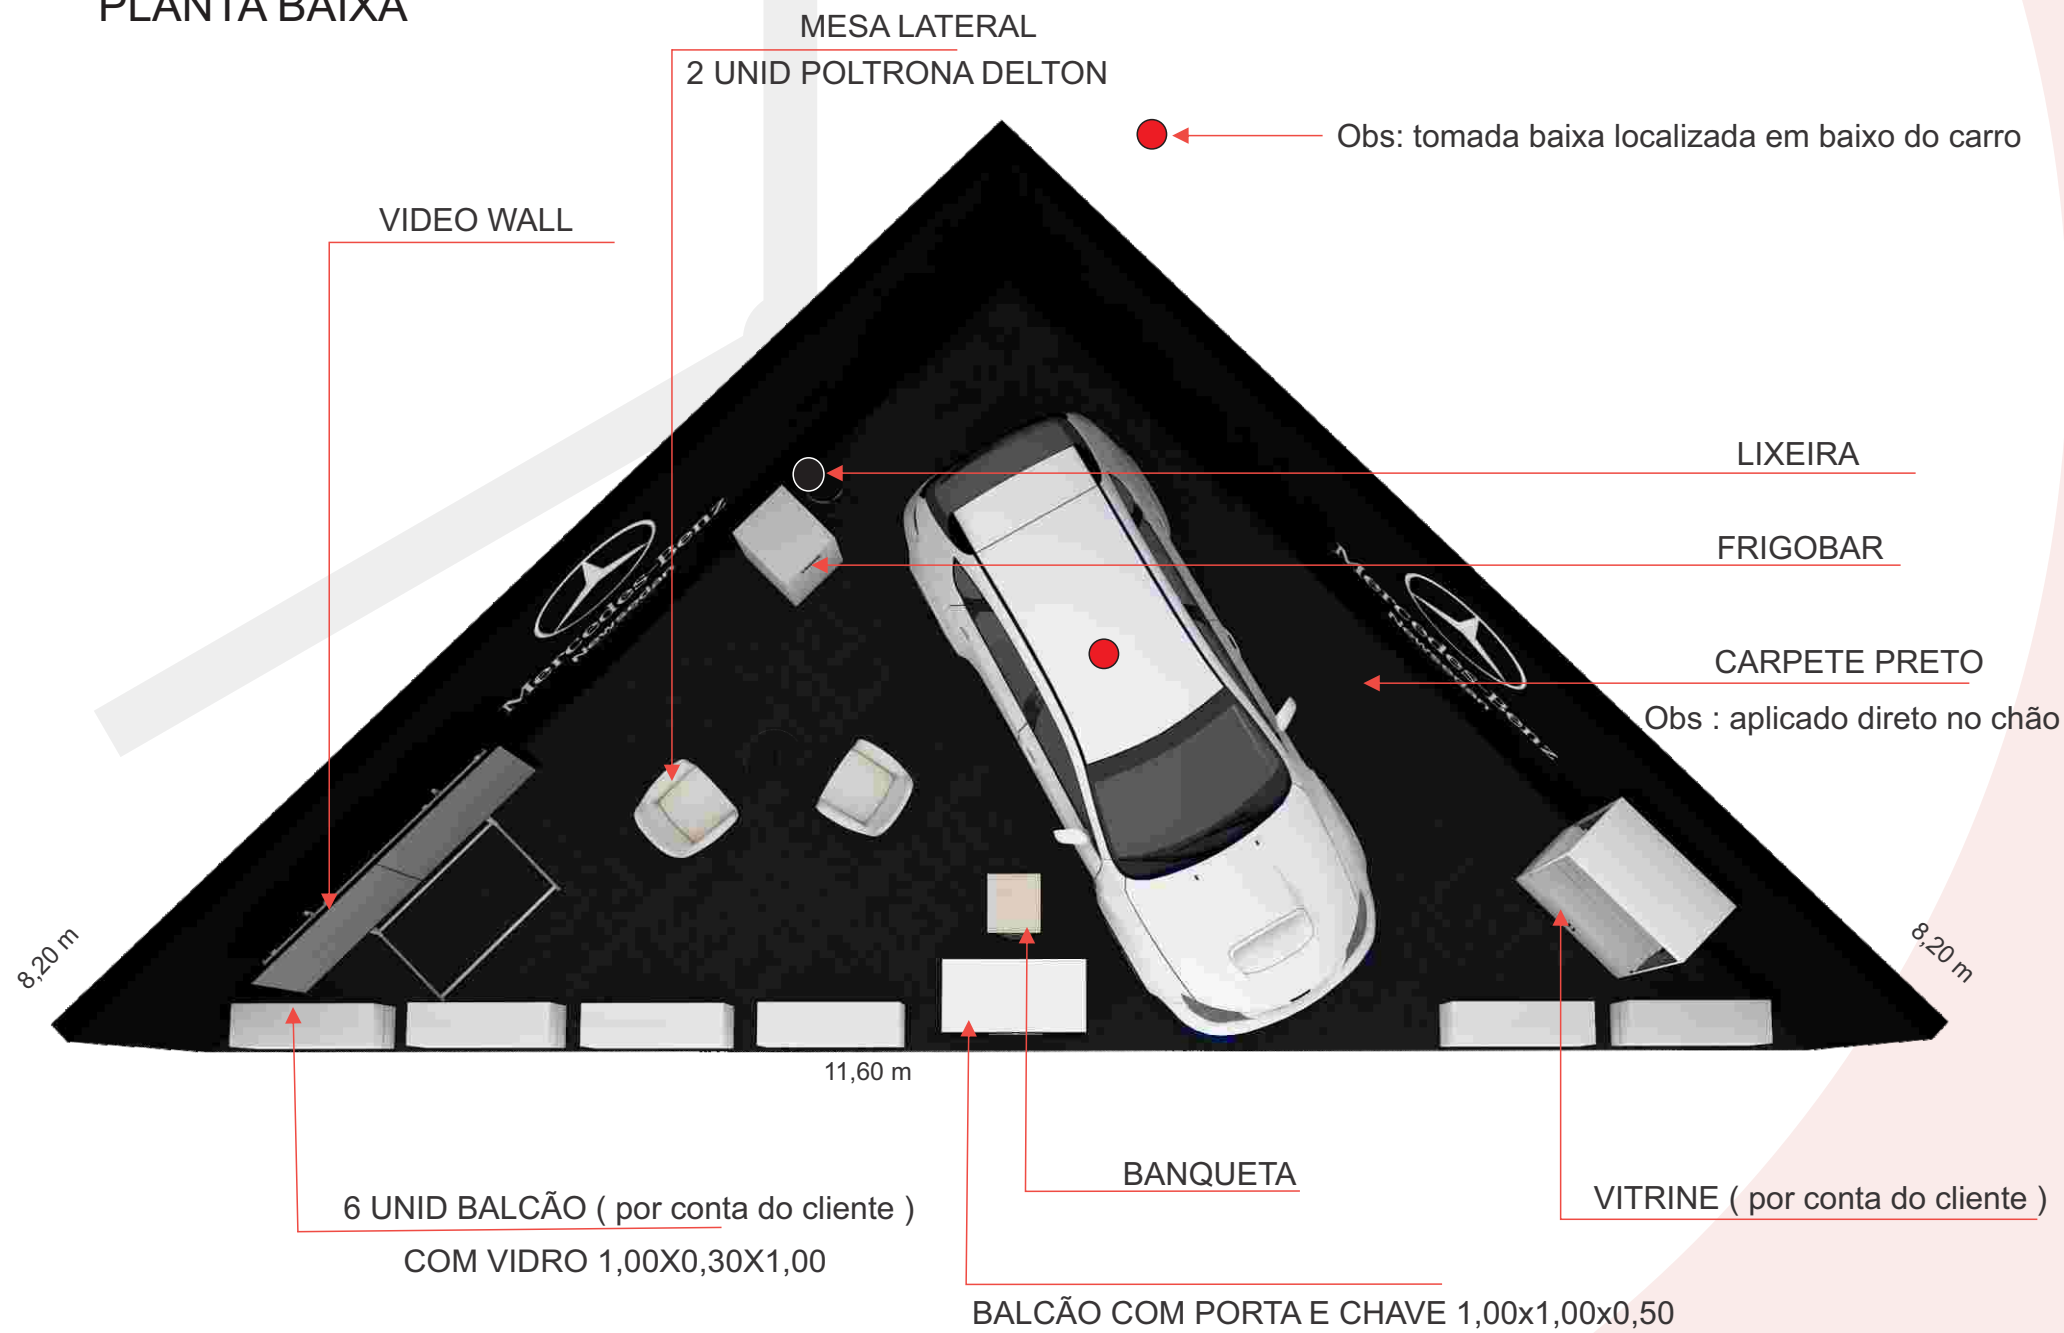 PLANTA BAIXA
MESA LATERAL
2 UNID POLTRONA DELTON
Obs: tomada baixa localizada em baixo do carro
VIDEO WALL
LIXEIRA
FRIGOBAR
Mercedes-Benz
Newsedan
Mercedes-Benz
Newsedan
CARPETE PRETO
Obs : aplicado direto no chão
8,20 m
8,20 m
11,60 m
BANQUETA
6 UNID BALCÃO ( por conta do cliente )
COM VIDRO 1,00X0,30X1,00
VITRINE ( por conta do cliente )
BALCÃO COM PORTA E CHAVE 1,00x1,00x0,50